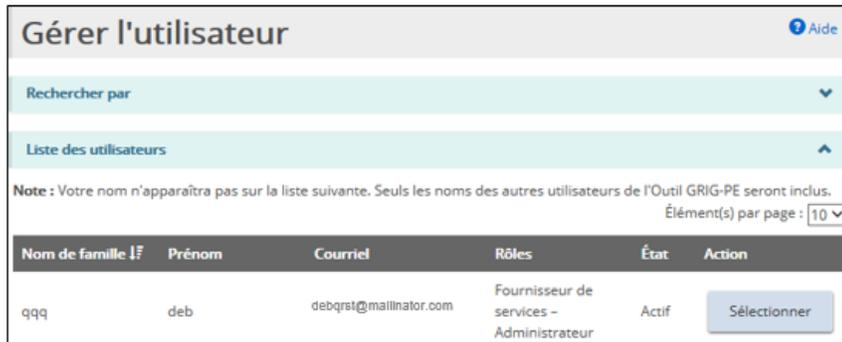 Gérer l'utilisateur
Aide
Rechercher par
Liste des utilisateurs
Note : Votre nom n'apparaîtra pas sur la liste suivante. Seuls les noms des autres utilisateurs de l'Outil GRIG-PE seront inclus.
Élément(s) par page : 10
Nom de famille Prénom Courriel Rôles État Action
qqq deb debqrst@mailinator.com Fournisseur de services – Administrateur Actif Sélectionner